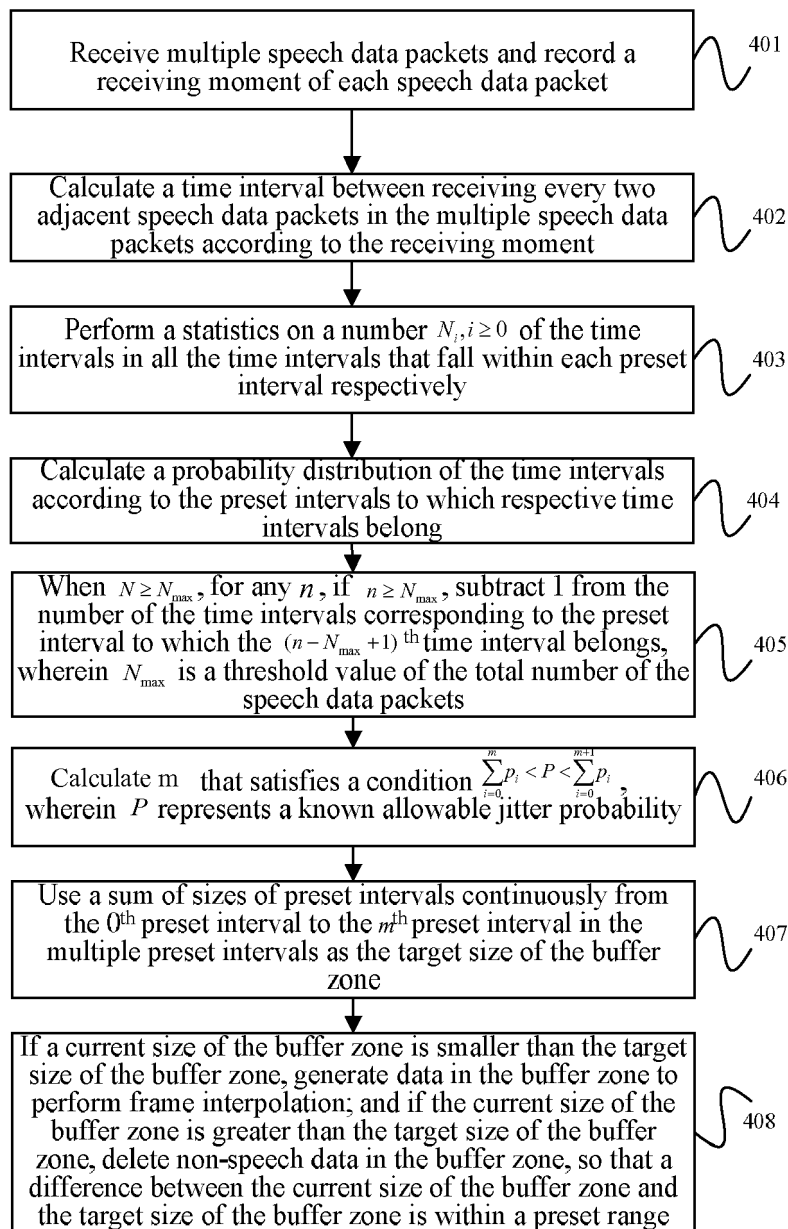 Receive multiple speech data packets and record a
receiving moment of each speech data packet
401
Calculate a time interval between receiving every two
adjacent speech data packets in the multiple speech data
packets according to the receiving moment
402
Perform a statistics on a number N_i, i ≥ 0 of the time
intervals in all the time intervals that fall within each preset
interval respectively
403
Calculate a probability distribution of the time intervals
according to the preset intervals to which respective time
intervals belong
404
When N ≥ N_max, for any n, if n ≥ N_max, subtract 1 from the
number of the time intervals corresponding to the preset
interval to which the (n − N_max + 1)th time interval belongs,
wherein N_max is a threshold value of the total number of the
speech data packets
405
Calculate m that satisfies a condition ∑_{i=0}^{m} p_i < P < ∑_{i=0}^{m+1} p_i,
wherein P represents a known allowable jitter probability
406
Use a sum of sizes of preset intervals continuously from
the 0th preset interval to the mth preset interval in the
multiple preset intervals as the target size of the buffer
zone
407
If a current size of the buffer zone is smaller than the target
size of the buffer zone, generate data in the buffer zone to
perform frame interpolation; and if the current size of the
buffer zone is greater than the target size of the buffer
zone, delete non-speech data in the buffer zone, so that a
difference between the current size of the buffer zone and
the target size of the buffer zone is within a preset range
408